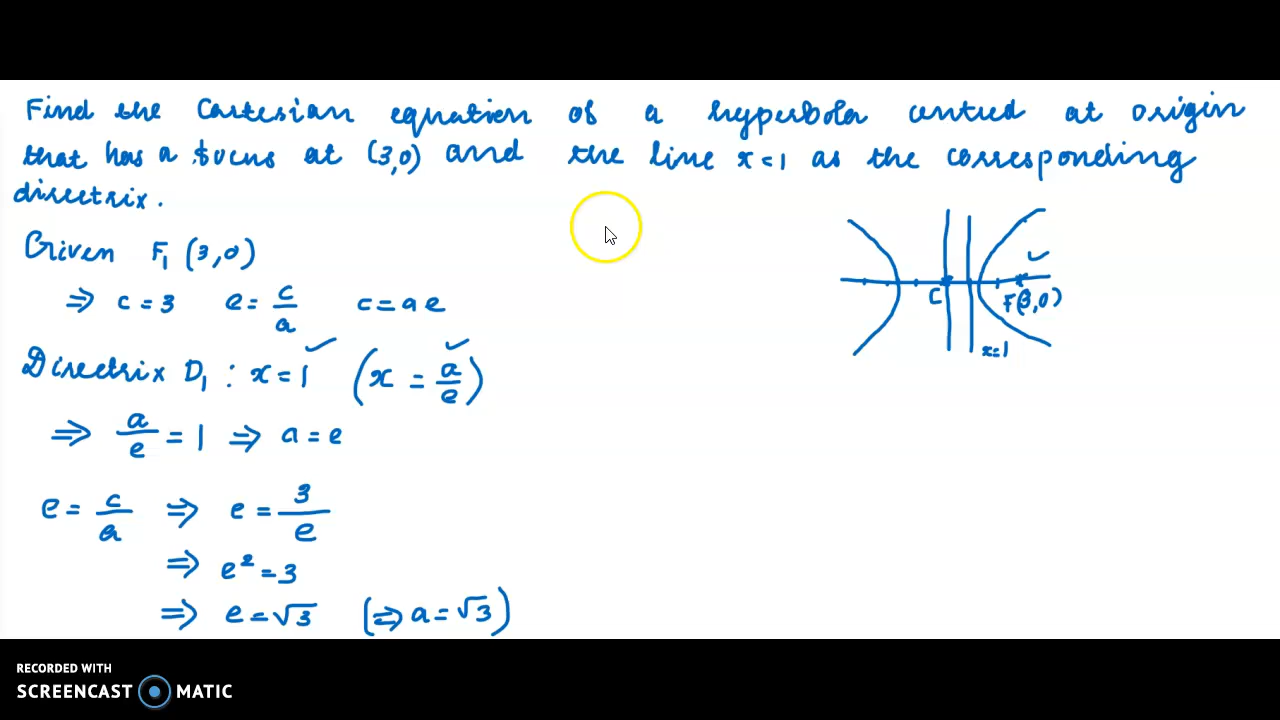 Find the Cartesian equation of a hyperbola centred at origin
that has a focus at (3,0) and the line x=1 as the corresponding
directrix.
Given F₁ (3,0)
⇒ c=3 e= c/a c=ae
Directrix D₁ : x=1 (x = a/e)
⇒ a/e = 1 ⇒ a=e
e= c/a ⇒ e = 3/e
⇒ e²=3
⇒ e=√3 (⇒ a=√3)
C F(3,0)
x=1
RECORDED WITH
SCREENCAST MATIC